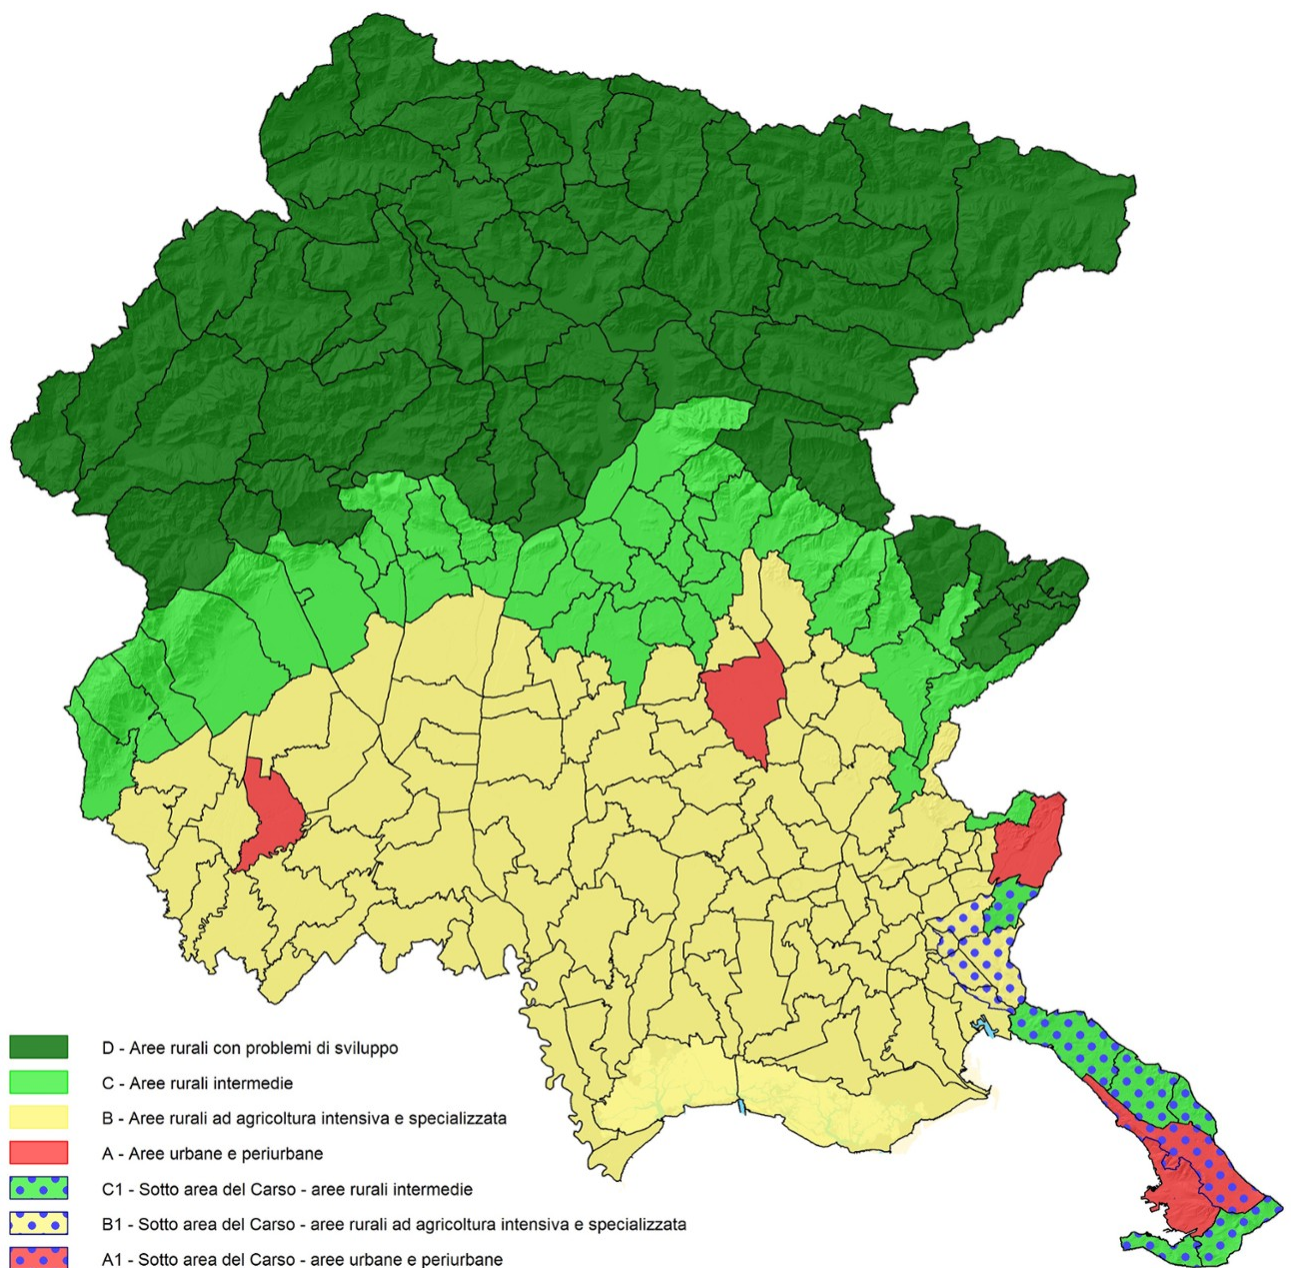 D - Aree rurali con problemi di sviluppo
C - Aree rurali intermedie
B - Aree rurali ad agricoltura intensiva e specializzata
A - Aree urbane e periurbane
C1 - Sotto area del Carso - aree rurali intermedie
B1 - Sotto area del Carso - aree rurali ad agricoltura intensiva e specializzata
A1 - Sotto area del Carso - aree urbane e periurbane